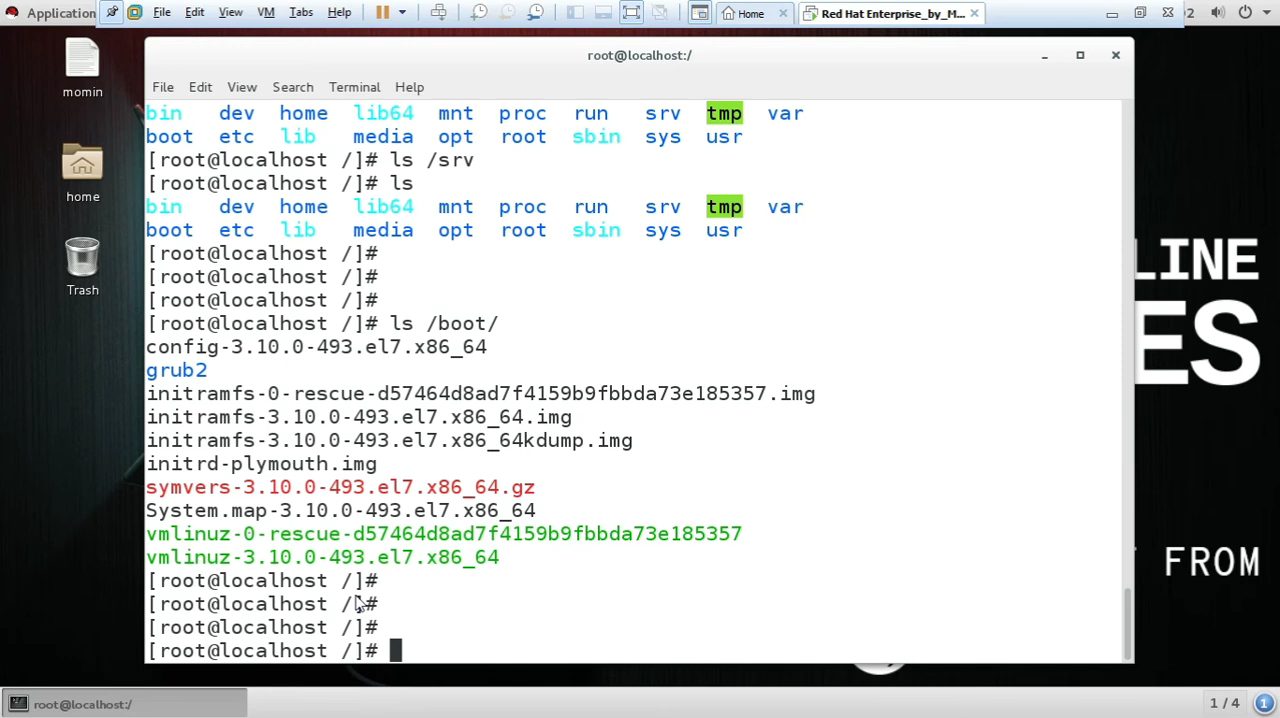 Application File Edit View VM Tabs Help Home × Red Hat Enterprise_by_M... × 2
momin
home
Trash
root@localhost:/
File Edit View Search Terminal Help
bin dev home lib64 mnt proc run srv tmp var
boot etc lib media opt root sbin sys usr
[root@localhost /]# ls /srv
[root@localhost /]# ls
bin dev home lib64 mnt proc run srv tmp var
boot etc lib media opt root sbin sys usr
[root@localhost /]#
[root@localhost /]#
[root@localhost /]#
[root@localhost /]# ls /boot/
config-3.10.0-493.el7.x86_64
grub2
initramfs-0-rescue-d57464d8ad7f4159b9fbbda73e185357.img
initramfs-3.10.0-493.el7.x86_64.img
initramfs-3.10.0-493.el7.x86_64kdump.img
initrd-plymouth.img
symvers-3.10.0-493.el7.x86_64.gz
System.map-3.10.0-493.el7.x86_64
vmlinuz-0-rescue-d57464d8ad7f4159b9fbbda73e185357
vmlinuz-3.10.0-493.el7.x86_64
[root@localhost /]#
[root@localhost /]#
[root@localhost /]#
[root@localhost /]#
LINE
ES
FROM
root@localhost:/
1 / 4 1